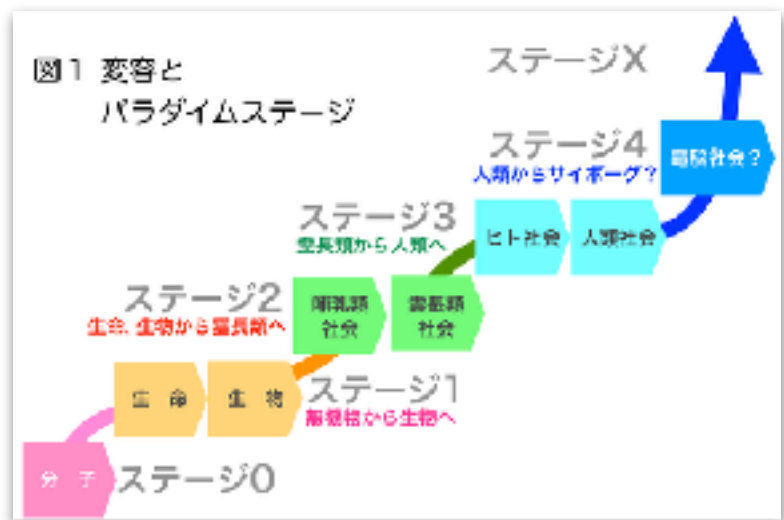 図1 変容と
パラダイムステージ
ステージX
ステージ4
人類からサイボーグ？
電脳社会？
ステージ3
霊長類から人類へ
ヒト社会
人類社会
ステージ2
生命、生物から霊長類へ
哺乳類
社会
霊長類
社会
生 命
生 物
ステージ1
無機物から生物へ
分 子
ステージ0